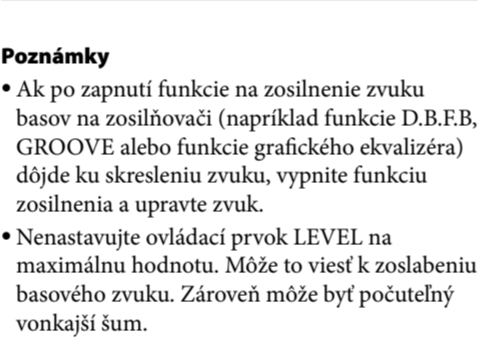 Poznámky
• Ak po zapnutí funkcie na zosilnenie zvuku
basov na zosilňovači (napríklad funkcie D.B.F.B,
GROOVE alebo funkcie grafického ekvalizéra)
dôjde ku skresleniu zvuku, vypnite funkciu
zosilnenia a upravte zvuk.
• Nenastavujte ovládací prvok LEVEL na
maximálnu hodnotu. Môže to viesť k zoslabeniu
basového zvuku. Zároveň môže byť počuteľný
vonkajší šum.